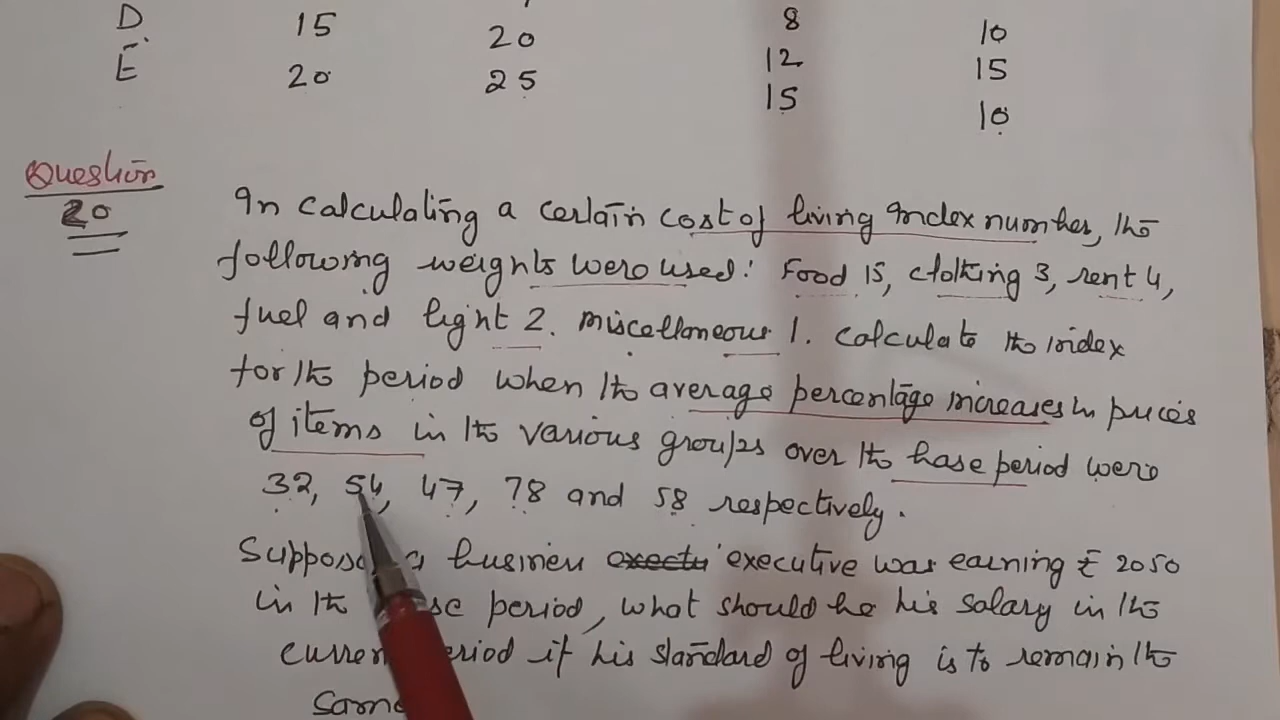 D 15 20 8 10
E 20 25 12 15
15 10
Question
20
In calculating a certain cost of living Index number, the
following weights were used: Food 15, clothing 3, rent 4,
fuel and light 2. Miscellaneous 1. Calculate the index
for the period when the average percentage increases in prices
of items in the various groups over the base period were
32, 54, 47, 78 and 58 respectively.
Suppose a business executive was earning ₹ 2050
in the period, what should be his salary in the
period if his standard of living is to remain the
same